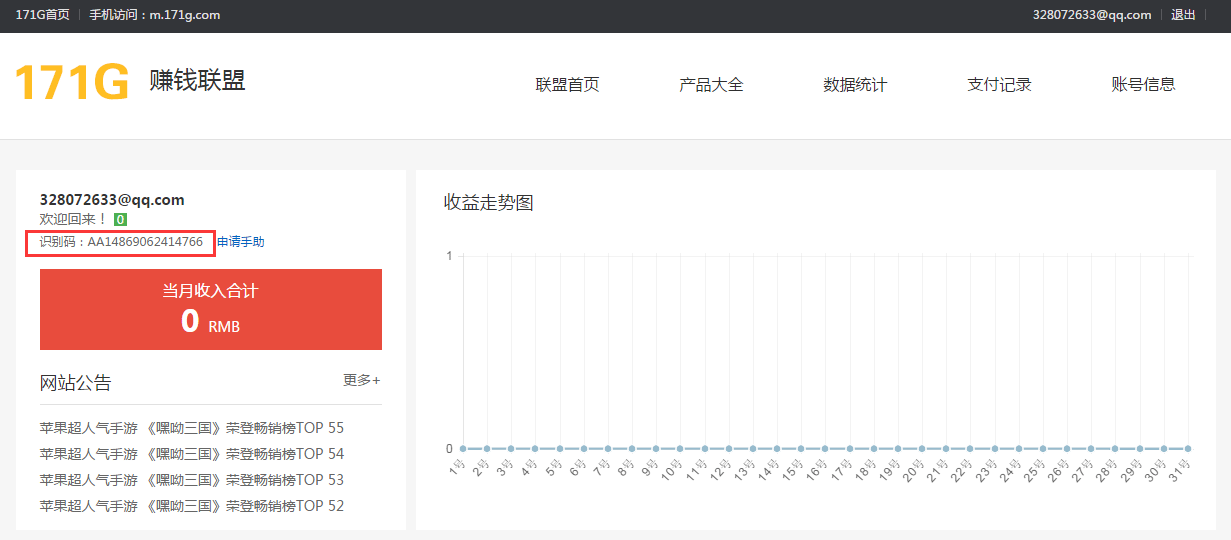 171G首页 手机访问：m.171g.com 328072633@qq.com 退出
171G 赚钱联盟 联盟首页 产品大全 数据统计 支付记录 账号信息
328072633@qq.com
欢迎回来！ 0
识别码：AA14869062414766 申请手助
当月收入合计
0 RMB
网站公告 更多+
苹果超人气手游 《嘿呦三国》荣登畅销榜TOP 55
苹果超人气手游 《嘿呦三国》荣登畅销榜TOP 54
苹果超人气手游 《嘿呦三国》荣登畅销榜TOP 53
苹果超人气手游 《嘿呦三国》荣登畅销榜TOP 52
收益走势图
1
0
1号 2号 3号 4号 5号 6号 7号 8号 9号 10号 11号 12号 13号 14号 15号 16号 17号 18号 19号 20号 21号 22号 23号 24号 25号 26号 27号 28号 29号 30号 31号